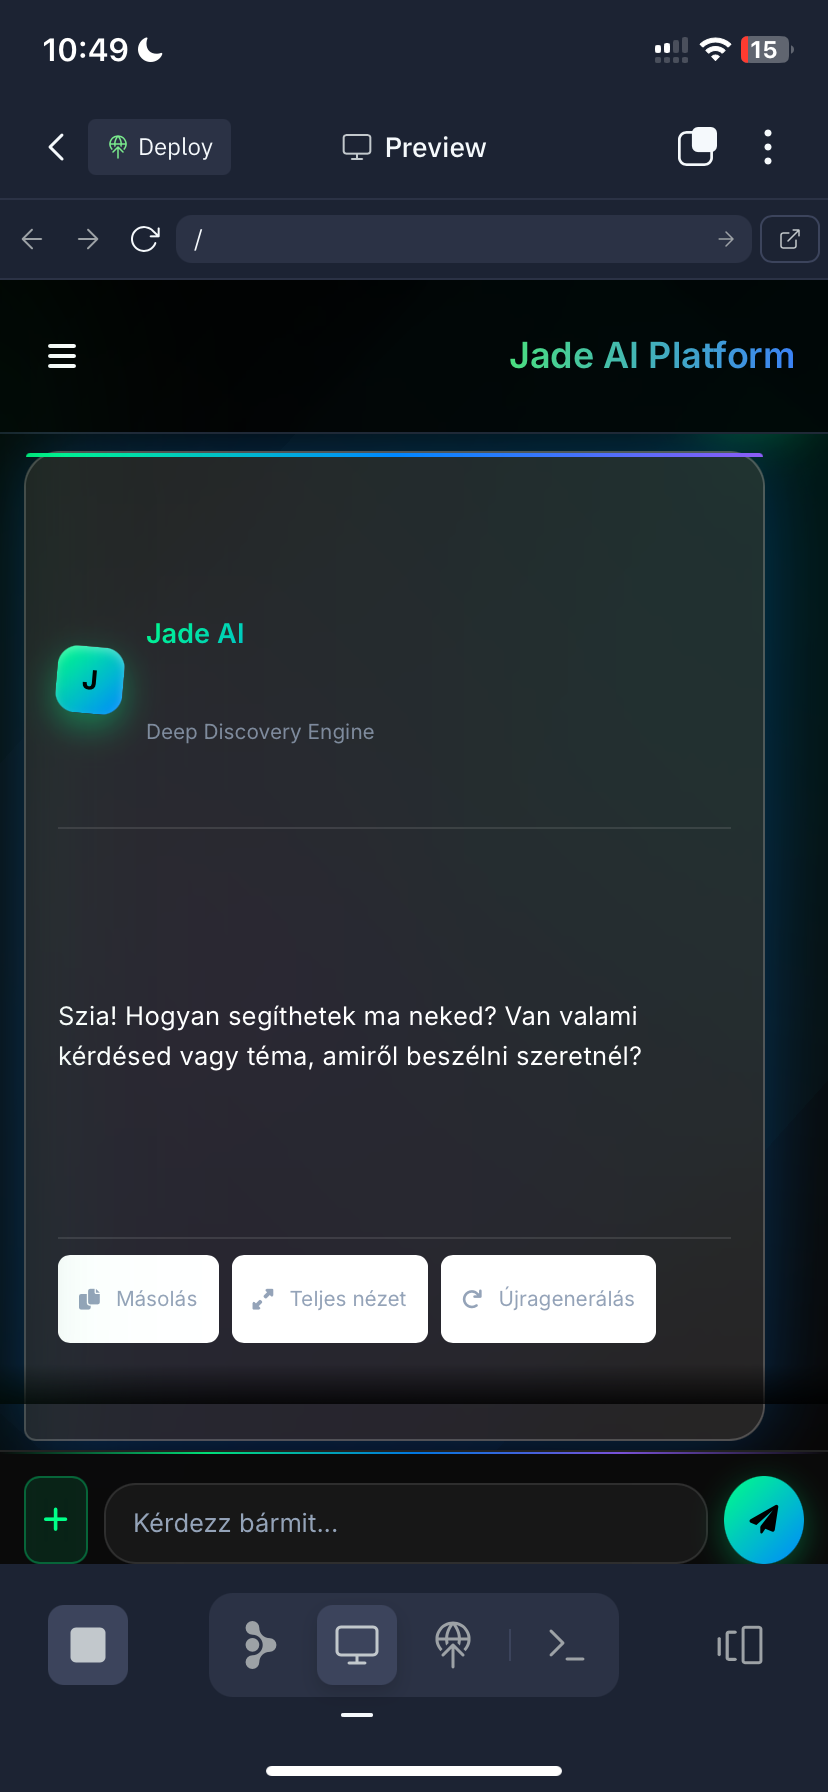 10:49
15
Deploy
Preview
/
Jade AI Platform
Jade AI
J
Deep Discovery Engine
Szia! Hogyan segíthetek ma neked? Van valami
kérdésed vagy téma, amiről beszélni szeretnél?
Másolás
Teljes nézet
Újragenerálás
Kérdezz bármit...